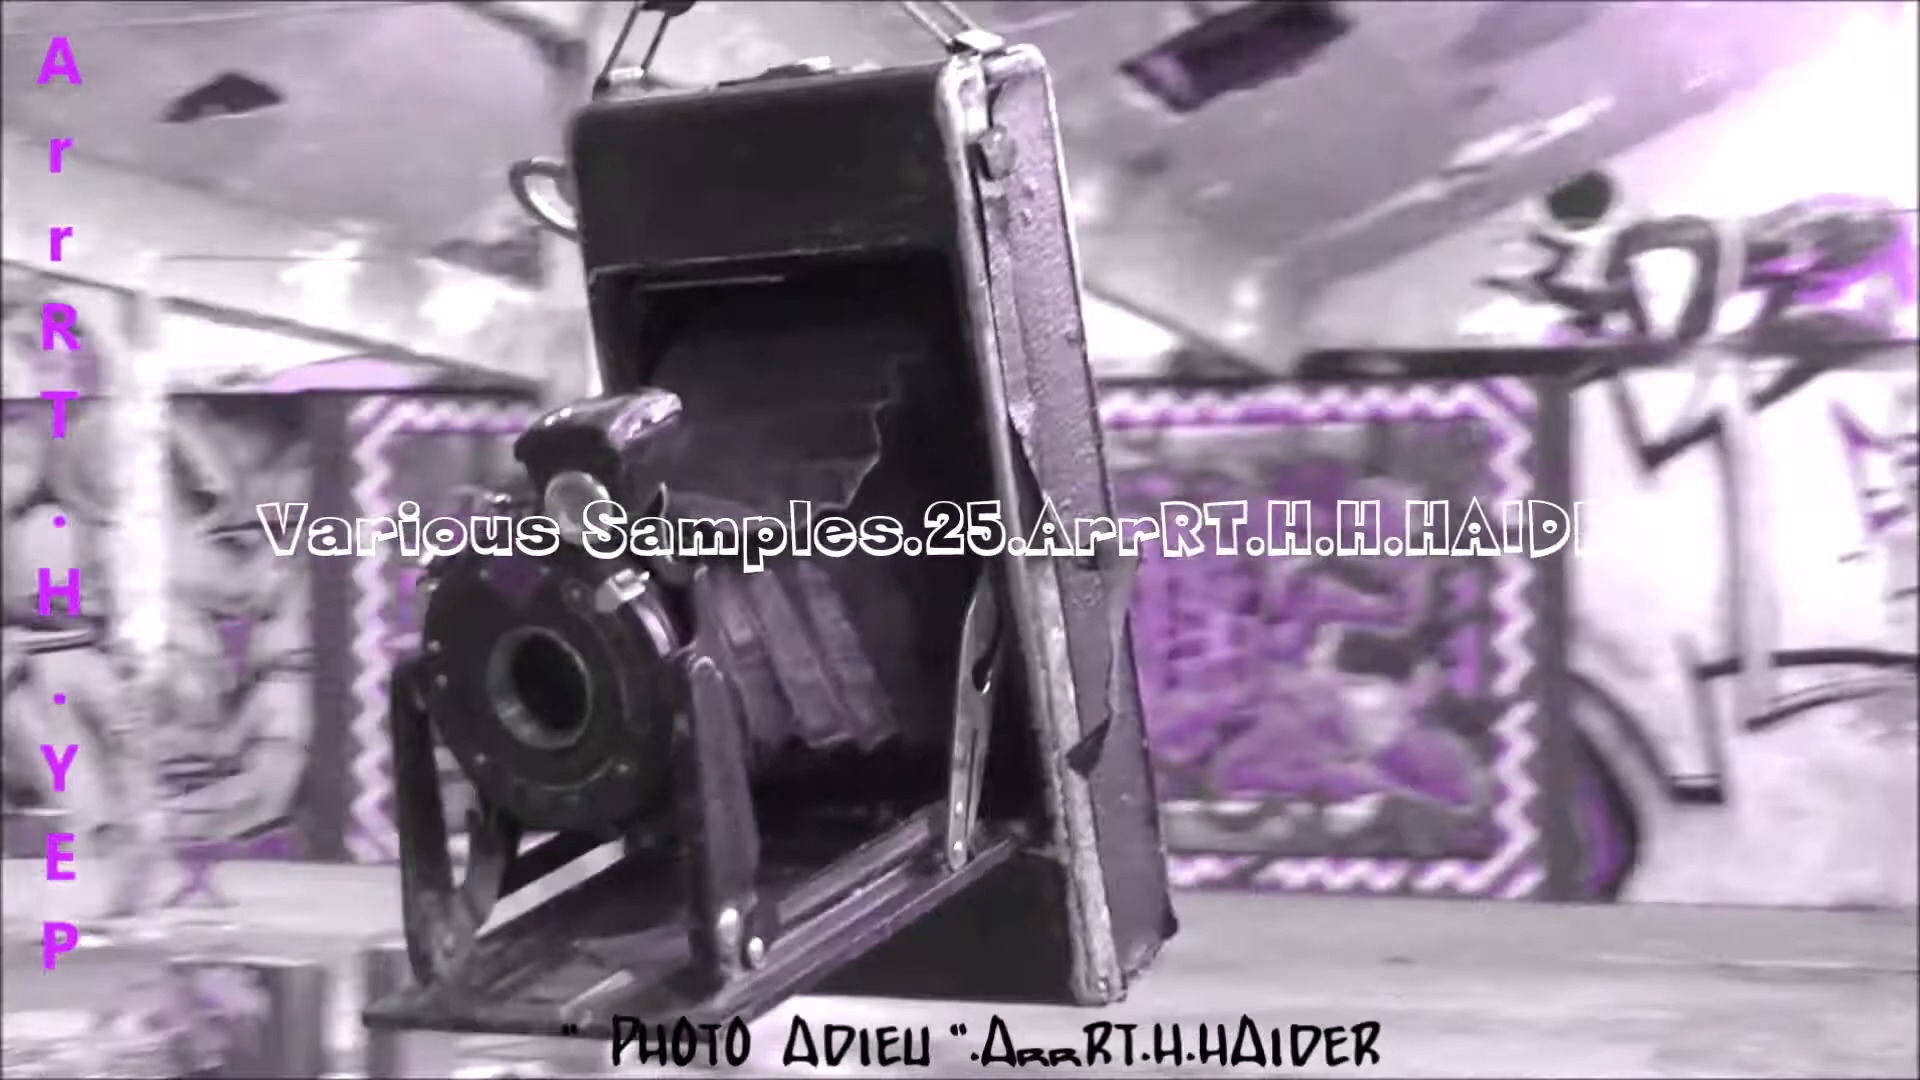 ArrRT.H.YEP
Various Samples.25.ArrRT.H.H.HAID
" PHOTO ADIEU ".ArrRT.H.HAIDER